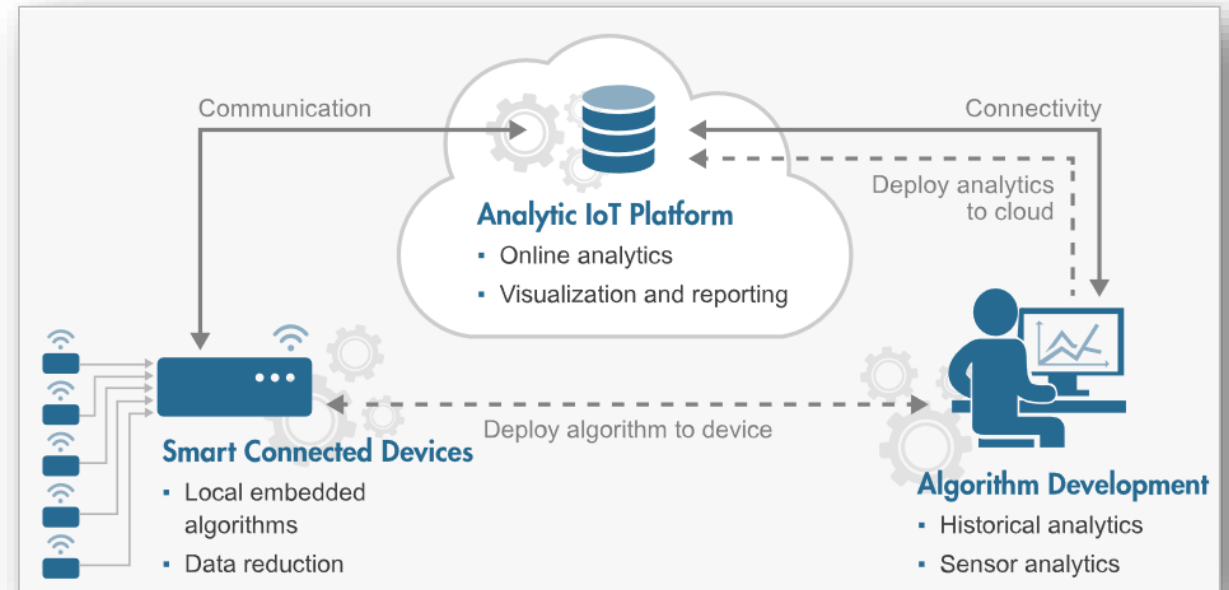 Communication
Connectivity
Deploy analytics
to cloud
Analytic IoT Platform
▪ Online analytics
▪ Visualization and reporting
Deploy algorithm to device
Smart Connected Devices
▪ Local embedded
algorithms
▪ Data reduction
Algorithm Development
▪ Historical analytics
▪ Sensor analytics